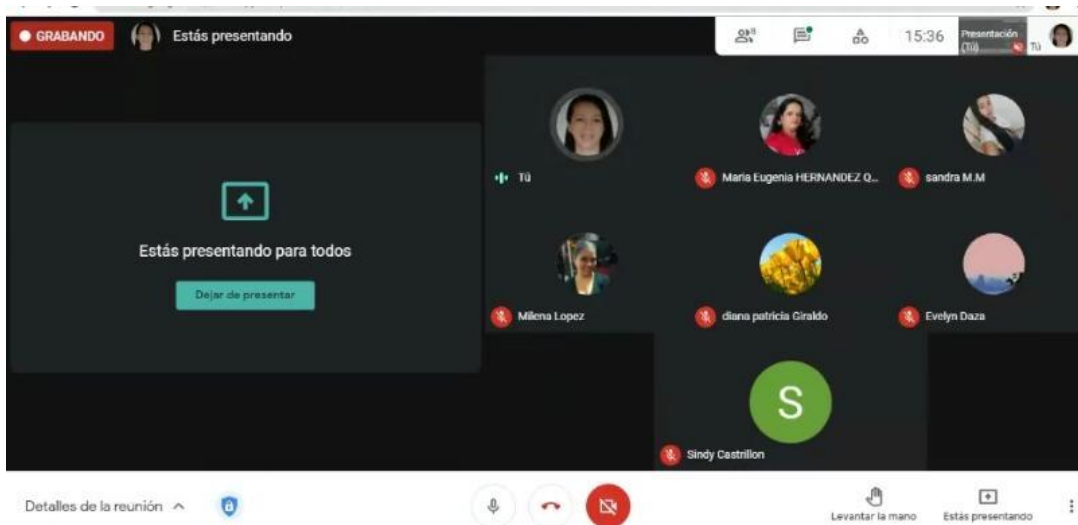 GRABANDO
Estás presentando
8
15:36
Presentación
(Tú)
Tú
Estás presentando para todos
Dejar de presentar
Tú
Maria Eugenia HERNANDEZ Q...
sandra M.M
Milena Lopez
diana patricia Giraldo
Evelyn Daza
S
Sindy Castrillon
Detalles de la reunión
Levantar la mano
Estás presentando